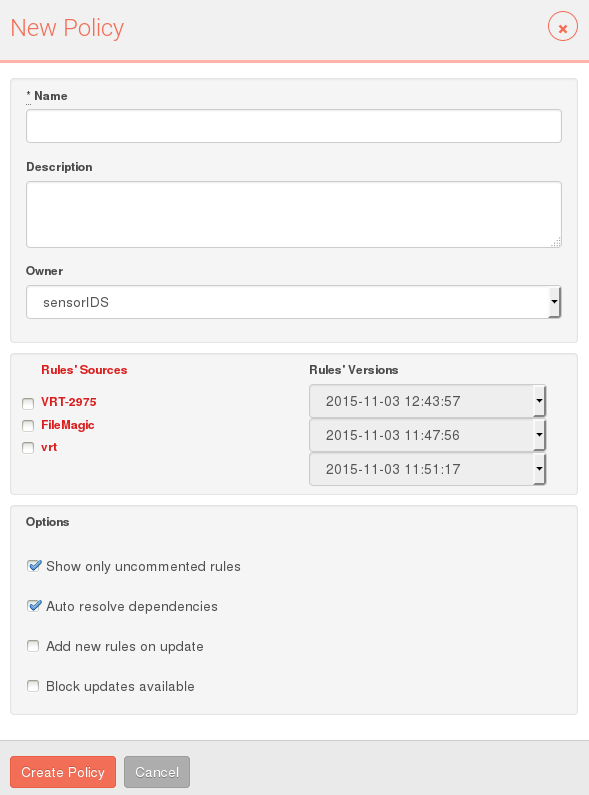 New Policy
* Name
Description
Owner
sensorIDS
Rules' Sources Rules' Versions
VRT-2975 2015-11-03 12:43:57
FileMagic 2015-11-03 11:47:56
vrt 2015-11-03 11:51:17
Options
Show only uncommented rules
Auto resolve dependencies
Add new rules on update
Block updates available
Create Policy Cancel